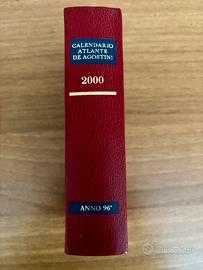 CALENDARIO
ATLANTE
DE AGOSTINI
2000
ANNO 96°